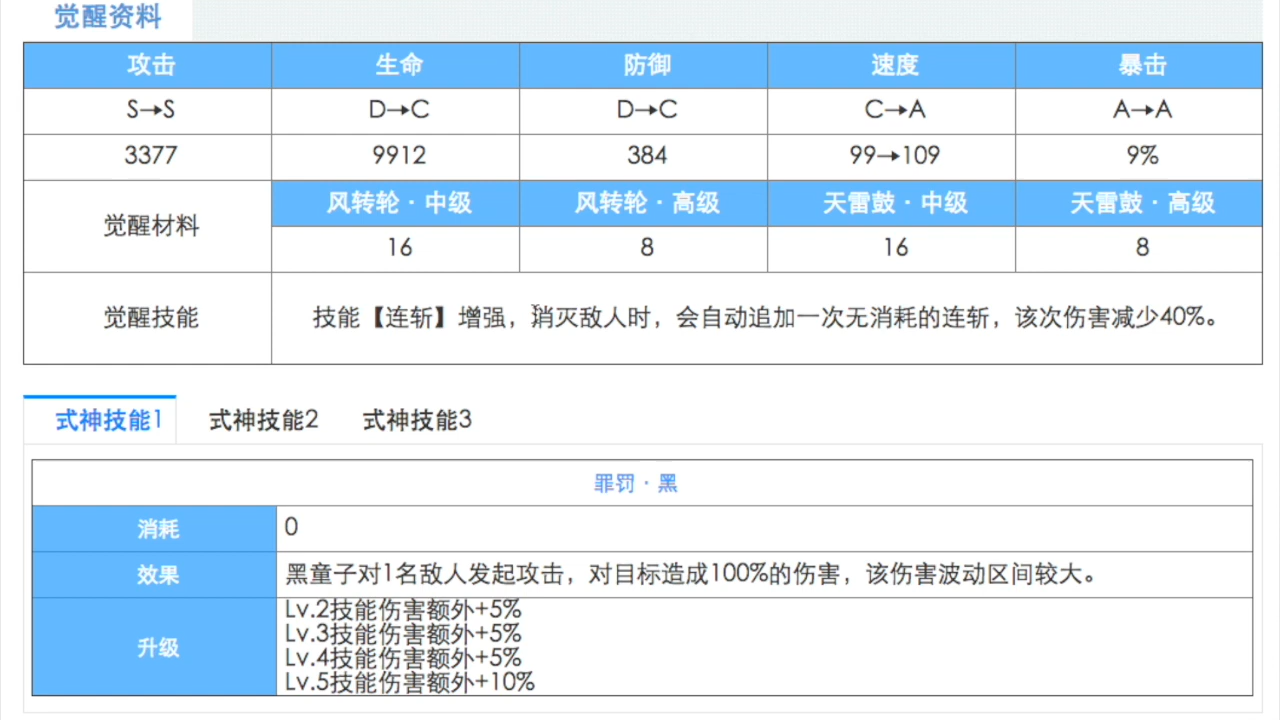 觉醒资料
攻击 生命 防御 速度 暴击
S→S D→C D→C C→A A→A
3377 9912 384 99→109 9%
觉醒材料 风转轮·中级 风转轮·高级 天雷鼓·中级 天雷鼓·高级
16 8 16 8
觉醒技能 技能【连斩】增强，消灭敌人时，会自动追加一次无消耗的连斩，该次伤害减少40%。
式神技能1 式神技能2 式神技能3
罪罚·黑
消耗 0
效果 黑童子对1名敌人发起攻击，对目标造成100%的伤害，该伤害波动区间较大。
升级
Lv.2技能伤害额外+5%
Lv.3技能伤害额外+5%
Lv.4技能伤害额外+5%
Lv.5技能伤害额外+10%